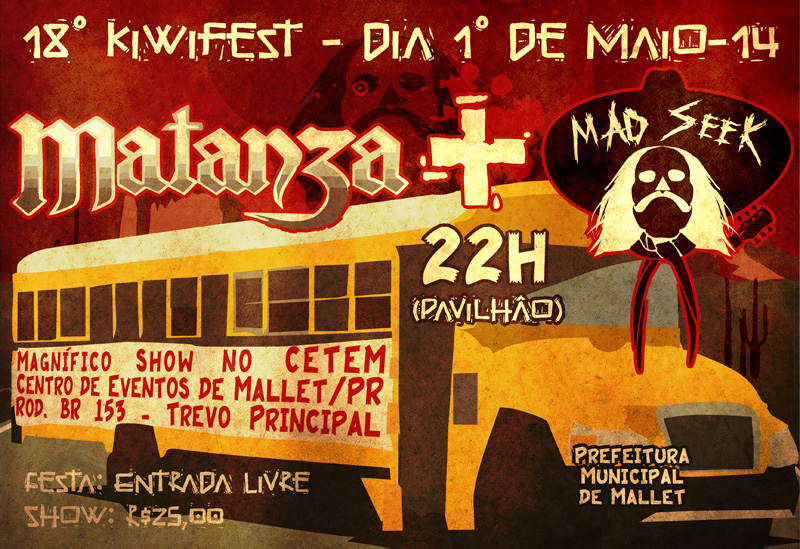 18° KIWIFEST - DIA 1° DE MAIO-14
Matanza + MAD SEEK
22H
(PAVILHÃO)
MAGNÍFICO SHOW NO CETEM
CENTRO DE EVENTOS DE MALLET/PR
ROD. BR 153 - TREVO PRINCIPAL
FESTA: ENTRADA LIVRE
SHOW: R$25,00
PREFEITURA
MUNICIPAL
DE MALLET